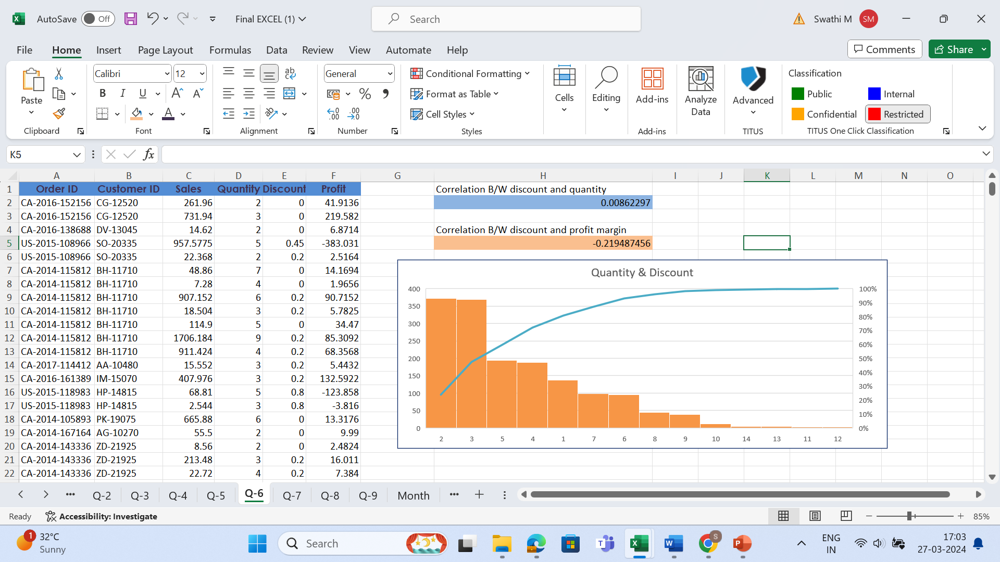 AutoSave Off Final EXCEL (1) Search Swathi M SM
File Home Insert Page Layout Formulas Data Review View Automate Help Comments Share
Calibri 12 General Conditional Formatting Classification
Paste Format as Table Cells Editing Add-ins Analyze Data Advanced Public Internal
Cell Styles Confidential Restricted
Clipboard Font Alignment Number Styles Add-ins TITUS TITUS One Click Classification
K5 fx
A B C D E F G H I J K L M N O
1 Order ID Customer ID Sales Quantity Discount Profit Correlation B/W discount and quantity
2 CA-2016-152156 CG-12520 261.96 2 0 41.9136 0.00862297
3 CA-2016-152156 CG-12520 731.94 3 0 219.582
4 CA-2016-138688 DV-13045 14.62 2 0 6.8714 Correlation B/W discount and profit margin
5 US-2015-108966 SO-20335 957.5775 5 0.45 -383.031 -0.219487456
6 US-2015-108966 SO-20335 22.368 2 0.2 2.5164
7 CA-2014-115812 BH-11710 48.86 7 0 14.1694
8 CA-2014-115812 BH-11710 7.28 4 0 1.9656
9 CA-2014-115812 BH-11710 907.152 6 0.2 90.7152
10 CA-2014-115812 BH-11710 18.504 3 0.2 5.7825
11 CA-2014-115812 BH-11710 114.9 5 0 34.47
12 CA-2014-115812 BH-11710 1706.184 9 0.2 85.3092
13 CA-2014-115812 BH-11710 911.424 4 0.2 68.3568
14 CA-2017-114412 AA-10480 15.552 3 0.2 5.4432
15 CA-2016-161389 IM-15070 407.976 3 0.2 132.5922
16 US-2015-118983 HP-14815 68.81 5 0.8 -123.858
17 US-2015-118983 HP-14815 2.544 3 0.8 -3.816
18 CA-2014-105893 PK-19075 665.88 6 0 13.3176
19 CA-2014-167164 AG-10270 55.5 2 0 9.99
20 CA-2014-143336 ZD-21925 8.56 2 0 2.4824
21 CA-2014-143336 ZD-21925 213.48 3 0.2 16.011
22 CA-2014-143336 ZD-21925 22.72 4 0.2 7.384
Quantity & Discount
400 100%
350 90%
300 80%
250 70%
200 60%
150 50%
100 40%
50 30%
0 20%
10%
0%
2 3 5 4 1 7 6 8 9 10 14 13 11 12
Q-2 Q-3 Q-4 Q-5 Q-6 Q-7 Q-8 Q-9 Month
Ready Accessibility: Investigate 85%
1 32°C Search ENG 17:03
Sunny IN 27-03-2024